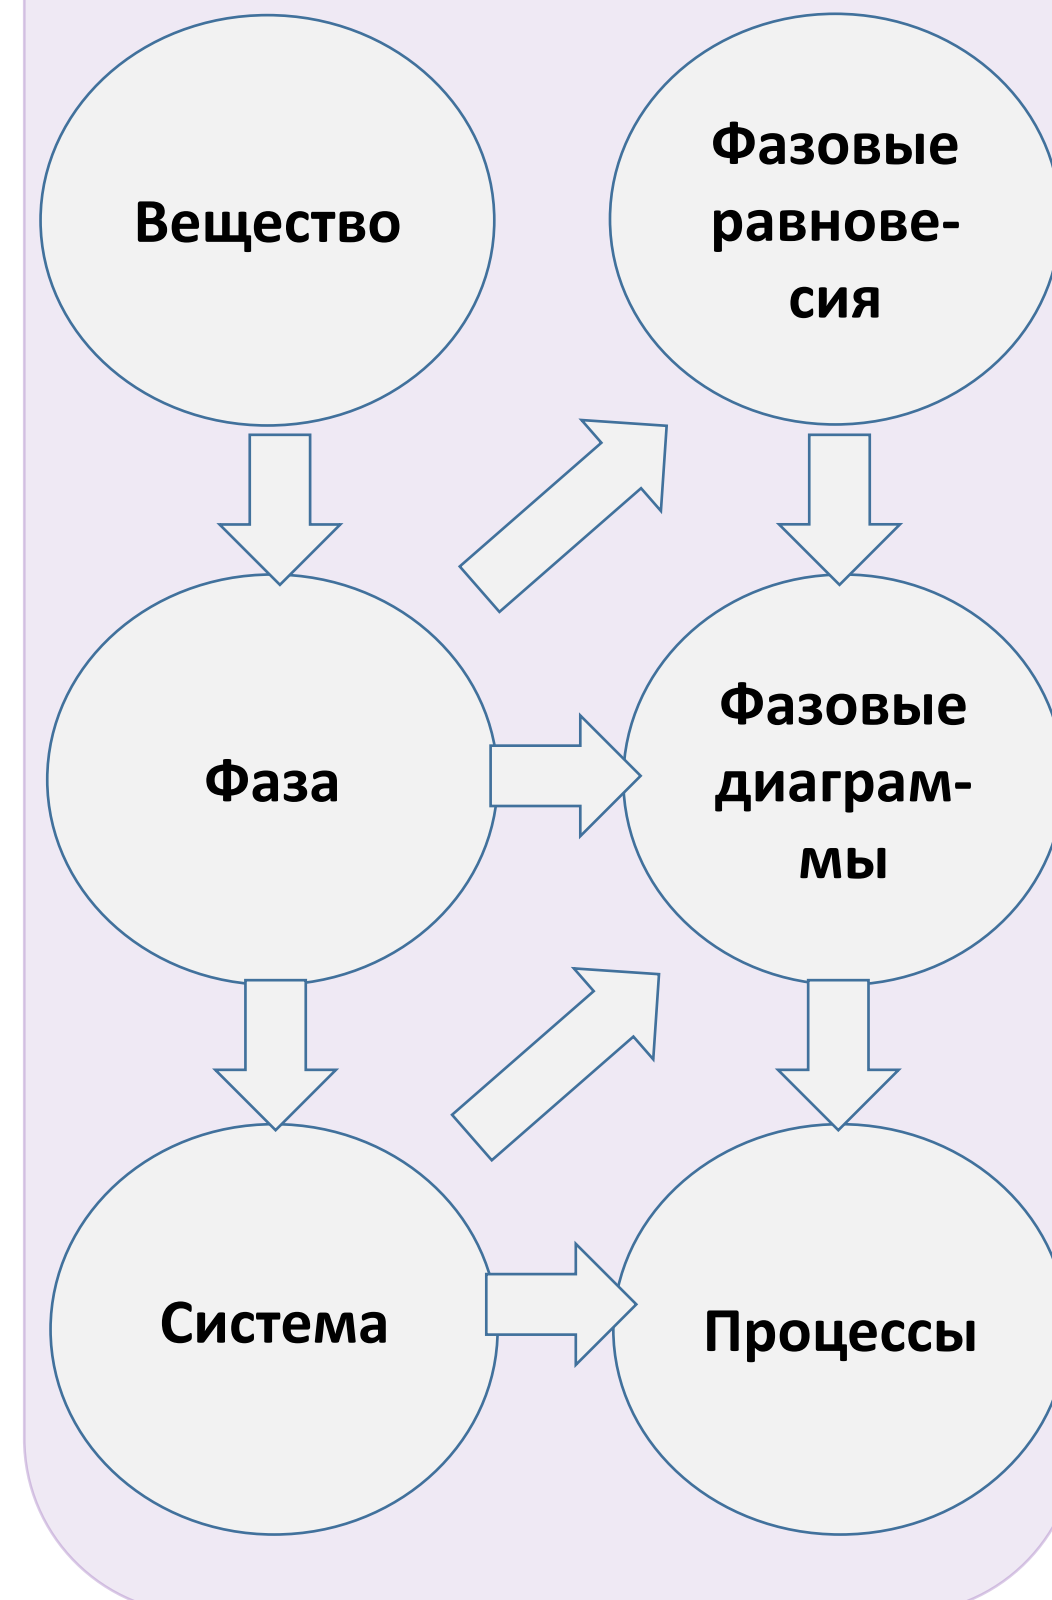 Вещество
Фазовые
равнове-
сия
Фаза
Фазовые
диаграм-
мы
Система
Процессы